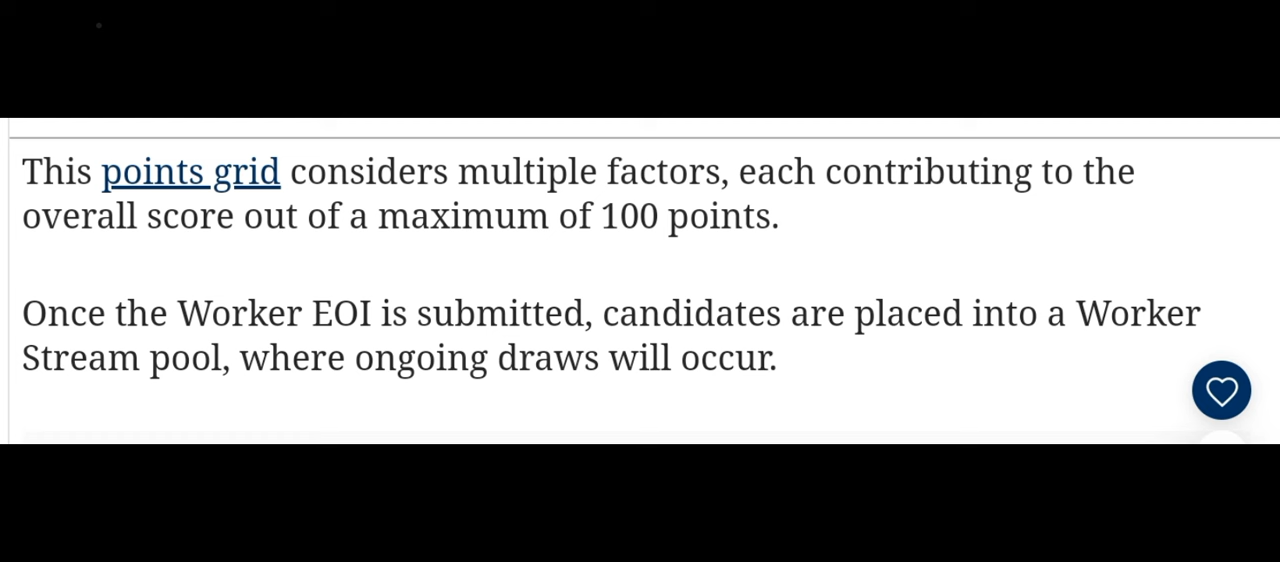 This points grid considers multiple factors, each contributing to the
overall score out of a maximum of 100 points.
Once the Worker EOI is submitted, candidates are placed into a Worker
Stream pool, where ongoing draws will occur.